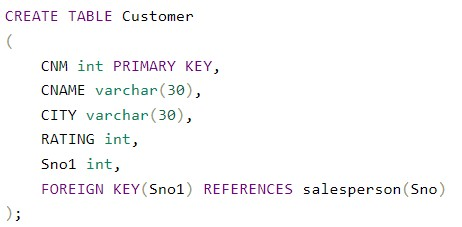 CREATE TABLE Customer
(
    CNM int PRIMARY KEY,
    CNAME varchar(30),
    CITY varchar(30),
    RATING int,
    Sno1 int,
    FOREIGN KEY(Sno1) REFERENCES salesperson(Sno)
);